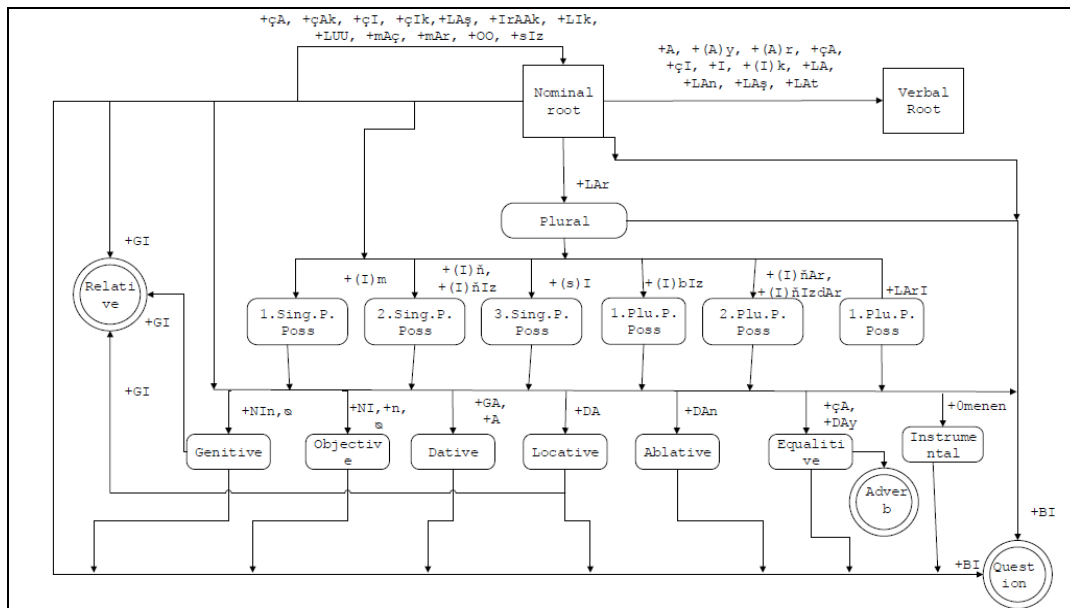 +çA, +çAk, +çI, +çIk,+LAş, +IrAAk, +LIk,
+LUU, +mAç, +mAr, +OO, +sIz
+A, +(A)y, +(A)r, +çA,
+çI, +I, +(I)k, +LA,
+LAn, +LAş, +LAt
Nominal
root
Verbal
Root
+LAr
Plural
+GI
Relati
ve
+GI
+GI
+(I)m
+(I)ñ,
+(I)ñIz
+(s)I
+(I)bIz
+(I)ñAr,
+(I)ñIzdAr
+LArI
1.Sing.P.
Poss
2.Sing.P.
Poss
3.Sing.P.
Poss
1.Plu.P.
Poss
2.Plu.P.
Poss
1.Plu.P.
Poss
+NIn,ᴓ
+NI,+n,
ᴓ
+GA,
+A
+DA
+DAn
+çA,
+DAy
+0menen
Genitive
Objectiv
e
Dative
Locative
Ablative
Equaliti
ve
Instrume
ntal
Adver
b
+BI
+BI
Quest
ion